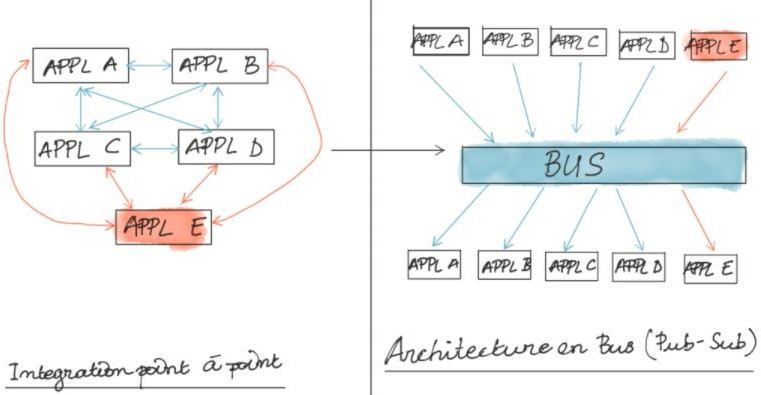 APPL A
APPL B
APPL C
APPL D
APPL E
Integration point à point
APPL A
APPL B
APPL C
APPL D
APPL E
BUS
APPL A
APPL B
APPL C
APPL D
APPL E
Architecture en Bus (Pub-Sub)